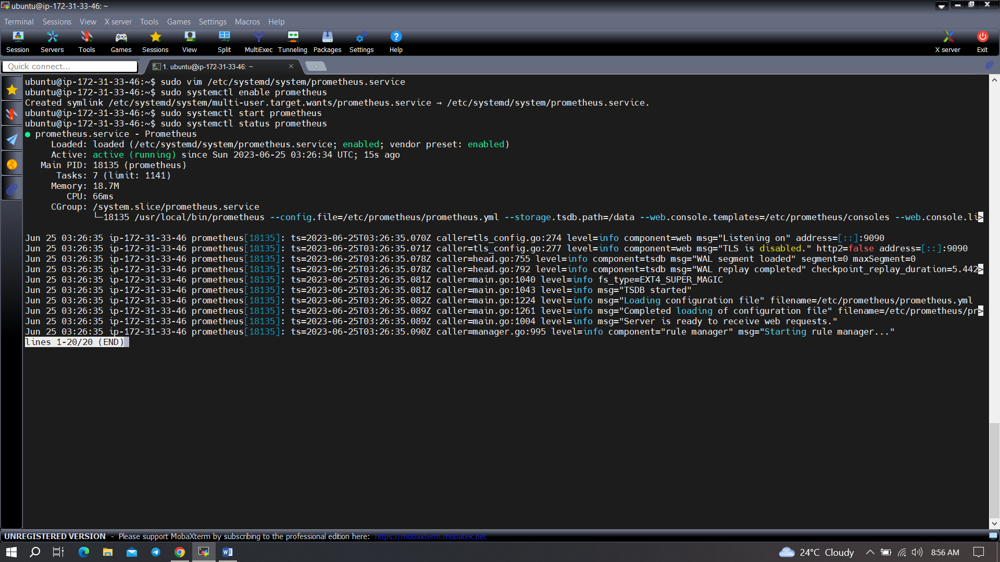 ubuntu@ip-172-31-33-46: ~
Terminal Sessions View X server Tools Games Settings Macros Help
Session Servers Tools Games Sessions View Split MultiExec Tunneling Packages Settings Help X server Exit
Quick connect... 1. ubuntu@ip-172-31-33-46: ~
ubuntu@ip-172-31-33-46:~$ sudo vim /etc/systemd/system/prometheus.service
ubuntu@ip-172-31-33-46:~$ sudo systemctl enable prometheus
Created symlink /etc/systemd/system/multi-user.target.wants/prometheus.service → /etc/systemd/system/prometheus.service.
ubuntu@ip-172-31-33-46:~$ sudo systemctl start prometheus
ubuntu@ip-172-31-33-46:~$ sudo systemctl status prometheus
● prometheus.service - Prometheus
Loaded: loaded (/etc/systemd/system/prometheus.service; enabled; vendor preset: enabled)
Active: active (running) since Sun 2023-06-25 03:26:34 UTC; 15s ago
Main PID: 18135 (prometheus)
Tasks: 7 (limit: 1141)
Memory: 18.7M
CPU: 66ms
CGroup: /system.slice/prometheus.service
└─18135 /usr/local/bin/prometheus --config.file=/etc/prometheus/prometheus.yml --storage.tsdb.path=/data --web.console.templates=/etc/prometheus/consoles --web.console.li>
Jun 25 03:26:35 ip-172-31-33-46 prometheus[18135]: ts=2023-06-25T03:26:35.070Z caller=tls_config.go:274 level=info component=web msg="Listening on" address=[::]:9090
Jun 25 03:26:35 ip-172-31-33-46 prometheus[18135]: ts=2023-06-25T03:26:35.071Z caller=tls_config.go:277 level=info component=web msg="TLS is disabled." http2=false address=[::]:9090
Jun 25 03:26:35 ip-172-31-33-46 prometheus[18135]: ts=2023-06-25T03:26:35.078Z caller=head.go:755 level=info component=tsdb msg="WAL segment loaded" segment=0 maxSegment=0
Jun 25 03:26:35 ip-172-31-33-46 prometheus[18135]: ts=2023-06-25T03:26:35.078Z caller=head.go:792 level=info component=tsdb msg="WAL replay completed" checkpoint_replay_duration=5.442>
Jun 25 03:26:35 ip-172-31-33-46 prometheus[18135]: ts=2023-06-25T03:26:35.081Z caller=main.go:1040 level=info fs_type=EXT4_SUPER_MAGIC
Jun 25 03:26:35 ip-172-31-33-46 prometheus[18135]: ts=2023-06-25T03:26:35.081Z caller=main.go:1043 level=info msg="TSDB started"
Jun 25 03:26:35 ip-172-31-33-46 prometheus[18135]: ts=2023-06-25T03:26:35.082Z caller=main.go:1224 level=info msg="Loading configuration file" filename=/etc/prometheus/prometheus.yml
Jun 25 03:26:35 ip-172-31-33-46 prometheus[18135]: ts=2023-06-25T03:26:35.089Z caller=main.go:1261 level=info msg="Completed loading of configuration file" filename=/etc/prometheus/pr>
Jun 25 03:26:35 ip-172-31-33-46 prometheus[18135]: ts=2023-06-25T03:26:35.089Z caller=main.go:1004 level=info msg="Server is ready to receive web requests."
Jun 25 03:26:35 ip-172-31-33-46 prometheus[18135]: ts=2023-06-25T03:26:35.090Z caller=manager.go:995 level=info component="rule manager" msg="Starting rule manager..."
lines 1-20/20 (END)
UNREGISTERED VERSION - Please support MobaXterm by subscribing to the professional edition here: https://mobaxterm.mobatek.net
24°C Cloudy 8:56 AM